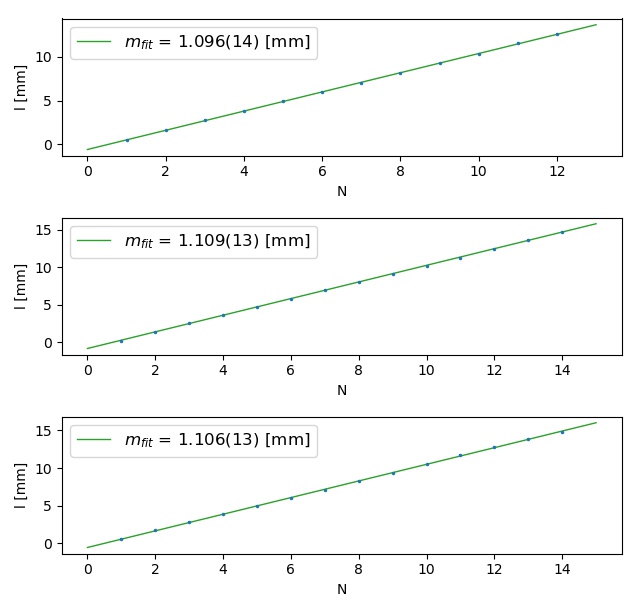 m_fit = 1.096(14) [mm]
10
5
0
l [mm]
0 2 4 6 8 10 12
N
m_fit = 1.109(13) [mm]
15
10
5
0
l [mm]
0 2 4 6 8 10 12 14
N
m_fit = 1.106(13) [mm]
15
10
5
0
l [mm]
0 2 4 6 8 10 12 14
N